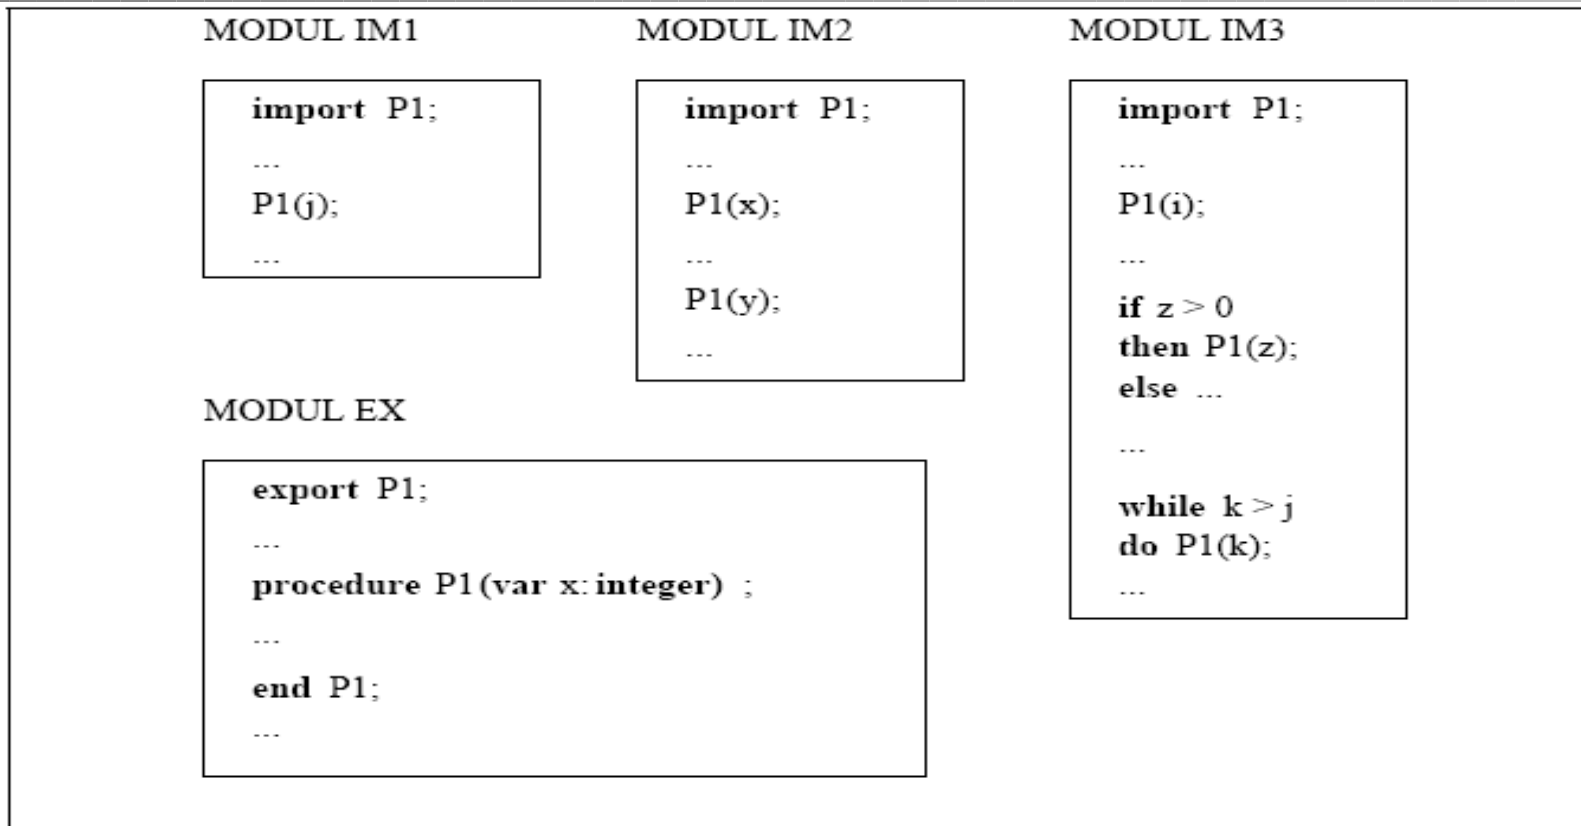 MODUL IM1
import P1;
...
P1(j);
...
MODUL IM2
import P1;
...
P1(x);
...
P1(y);
...
MODUL IM3
import P1;
...
P1(i);
...
if z > 0
then P1(z);
else ...
...
while k > j
do P1(k);
...
MODUL EX
export P1;
...
procedure P1(var x: integer) ;
...
end P1;
...